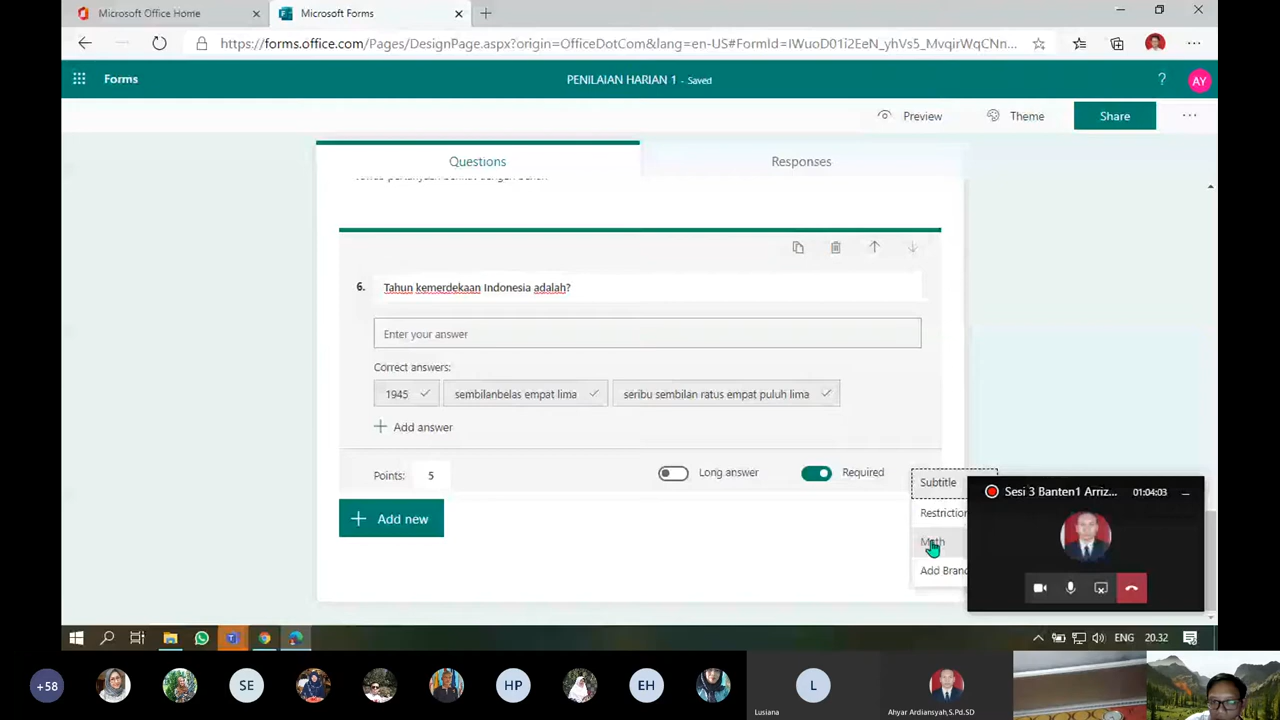 Microsoft Office Home
Microsoft Forms
https://forms.office.com/Pages/DesignPage.aspx?origin=OfficeDotCom&lang=en-US#FormId=IWuoD01i2EeN_yhVs5_MvqirWqCNn...
Forms
PENILAIAN HARIAN 1 - Saved
?
AY
Preview
Theme
Share
...
Questions
Responses
6. Tahun kemerdekaan Indonesia adalah?
Enter your answer
Correct answers:
1945
sembilanbelas empat lima
seribu sembilan ratus empat puluh lima
+ Add answer
Points: 5
Long answer
Required
+ Add new
Subtitle
Restriction
Math
Add Branc
Sesi 3 Banten1 Arriz...
01:04:03
ENG
20.32
+58
SE
HP
EH
L
Lusiana
Ahyar Ardiansyah,S.Pd.SD